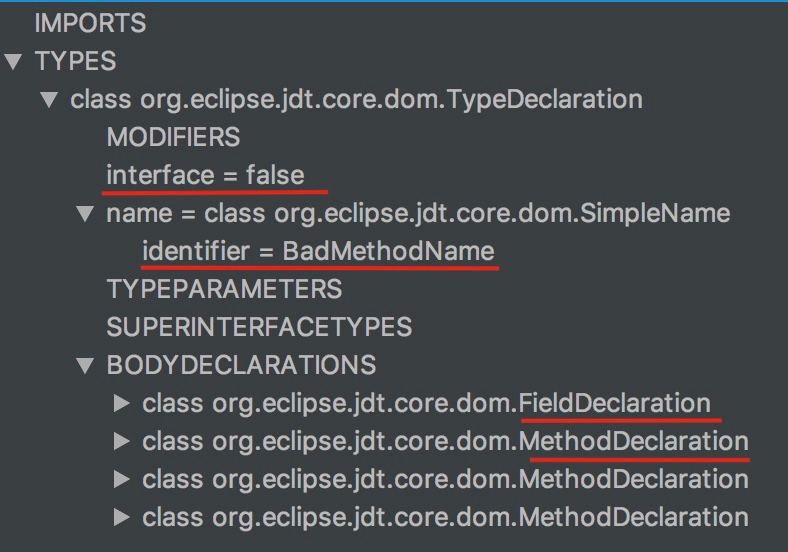 IMPORTS
TYPES
class org.eclipse.jdt.core.dom.TypeDeclaration
MODIFIERS
interface = false
name = class org.eclipse.jdt.core.dom.SimpleName
identifier = BadMethodName
TYPEPARAMETERS
SUPERINTERFACETYPES
BODYDECLARATIONS
class org.eclipse.jdt.core.dom.FieldDeclaration
class org.eclipse.jdt.core.dom.MethodDeclaration
class org.eclipse.jdt.core.dom.MethodDeclaration
class org.eclipse.jdt.core.dom.MethodDeclaration